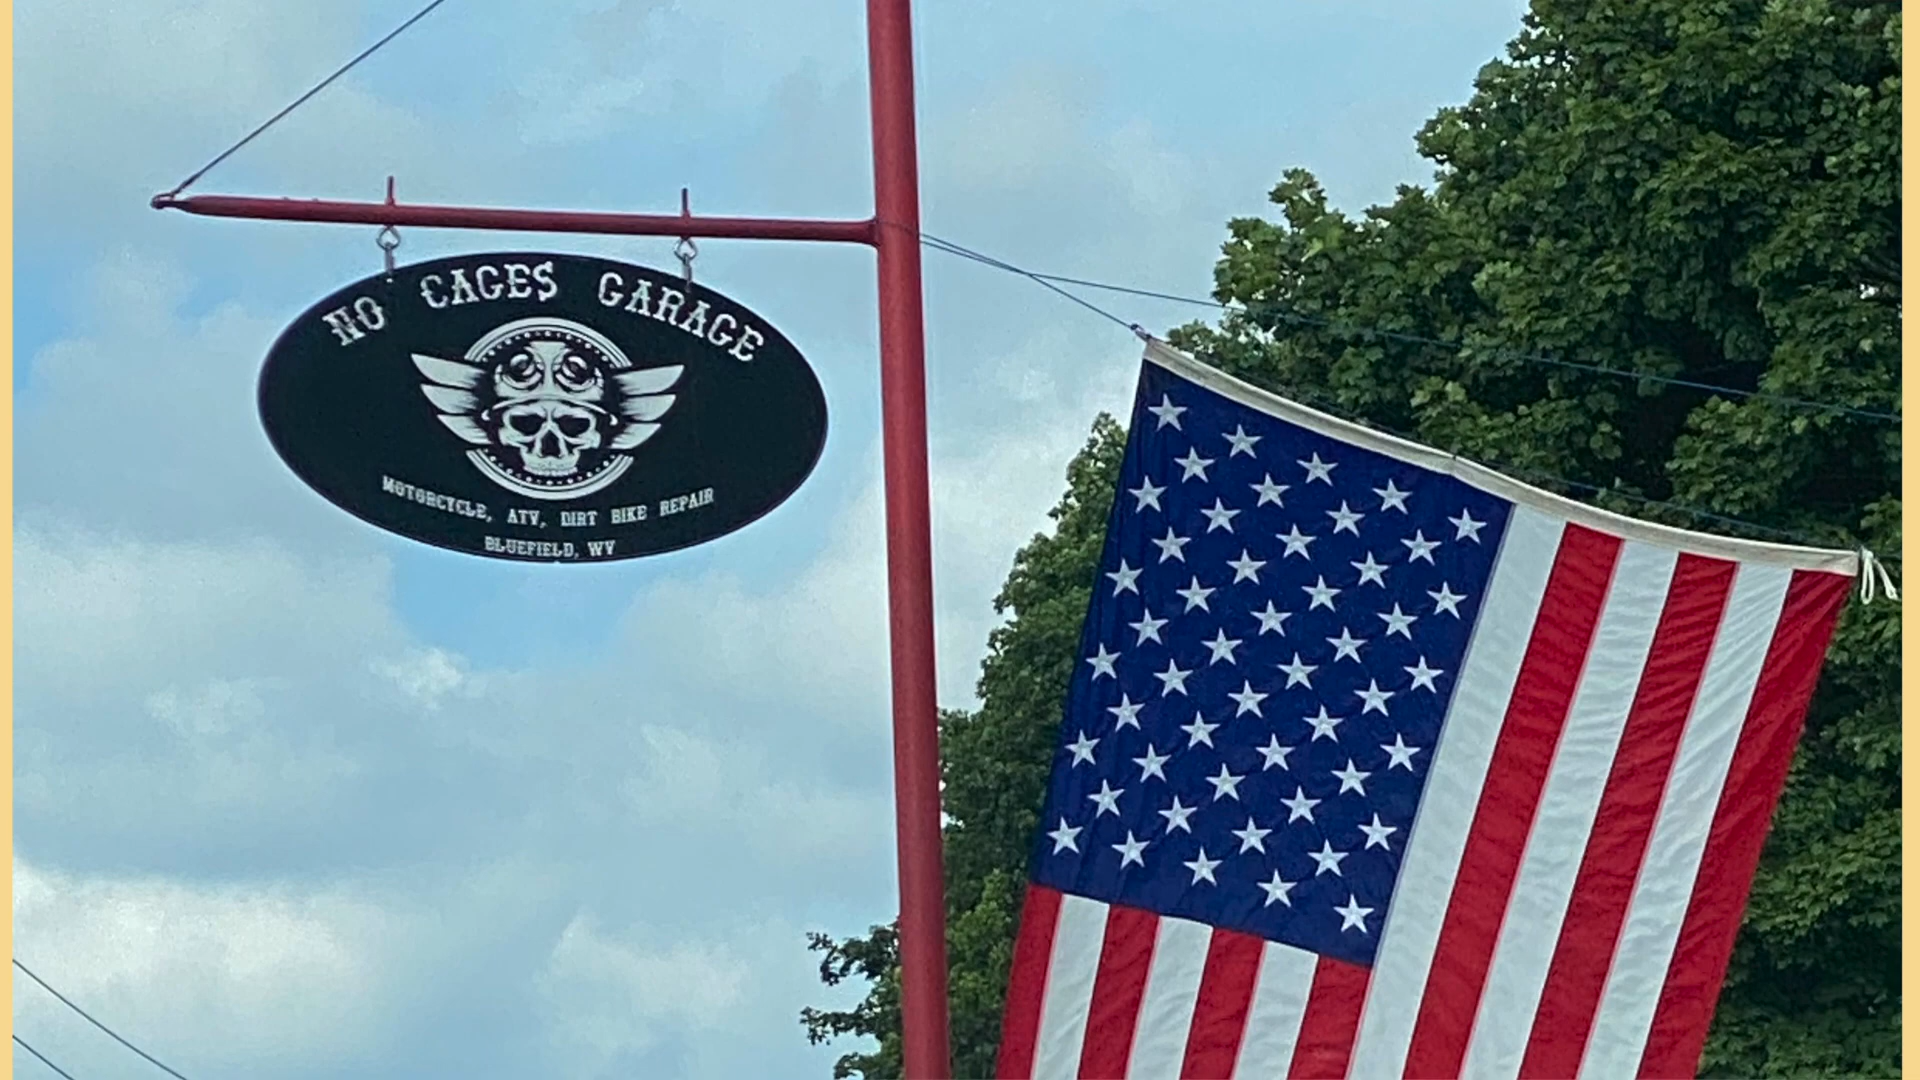 NO CAGES GARAGE
MOTORCYCLE, ATV, DIRT BIKE REPAIR
BLUEFIELD, WV